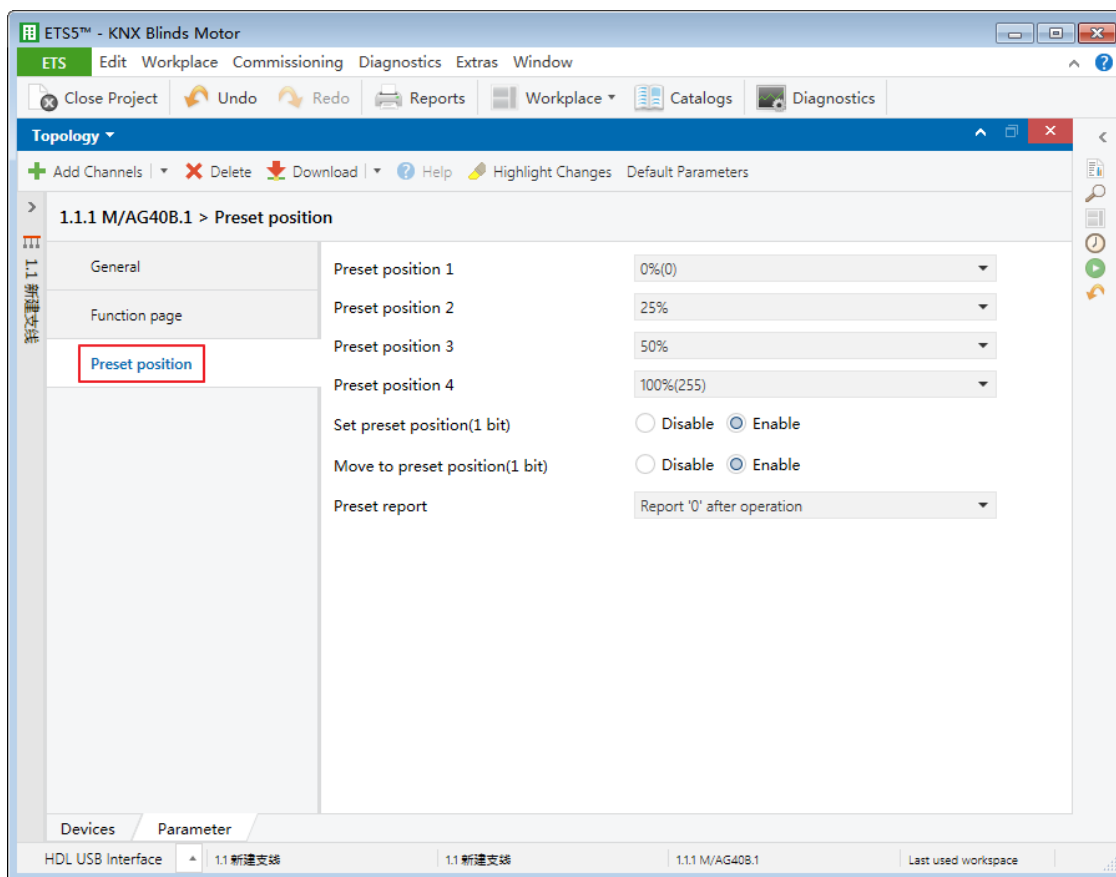 ETS5™ - KNX Blinds Motor
ETS Edit Workplace Commissioning Diagnostics Extras Window
Close Project Undo Redo Reports Workplace Catalogs Diagnostics
Topology
Add Channels Delete Download Help Highlight Changes Default Parameters
1.1.1 M/AG40B.1 > Preset position
1.1 新建支线
General
Function page
Preset position
Preset position 1 0%(0)
Preset position 2 25%
Preset position 3 50%
Preset position 4 100%(255)
Set preset position(1 bit) Disable Enable
Move to preset position(1 bit) Disable Enable
Preset report Report '0' after operation
Devices Parameter
HDL USB Interface 1.1 新建支线 1.1 新建支线 1.1.1 M/AG40B.1 Last used workspace